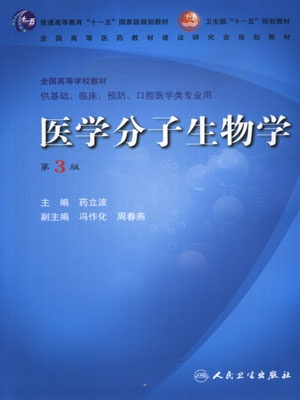 普通高等教育“十一五”国家级规划教材 卫生部“十一五”规划教材
全国高等医药教材建设研究会规划教材
全国高等学校教材
供基础、临床、预防、口腔医学类专业用
医学分子生物学
第3版
主编 药立波
副主编 冯作化 周春燕
人民卫生出版社